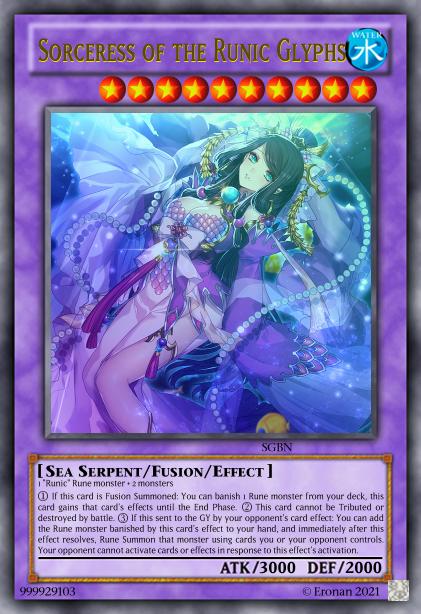 SORCERESS OF THE RUNIC GLYPHS
WATER
水
SGBN
[ SEA SERPENT/FUSION/EFFECT ]
1 "Runic" Rune monster + 2 monsters
① If this card is Fusion Summoned: You can banish 1 Rune monster from your deck, this
card gains that card's effects until the End Phase. ② This card cannot be Tributed or
destroyed by battle. ③ If this sent to the GY by your opponent's card effect: You can add
the Rune monster banished by this card's effect to your hand, and immediately after this
effect resolves, Rune Summon that monster using cards you or your opponent controls.
Your opponent cannot activate cards or effects in response to this effect's activation.
ATK/3000 DEF/2000
999929103
© Eronan 2021